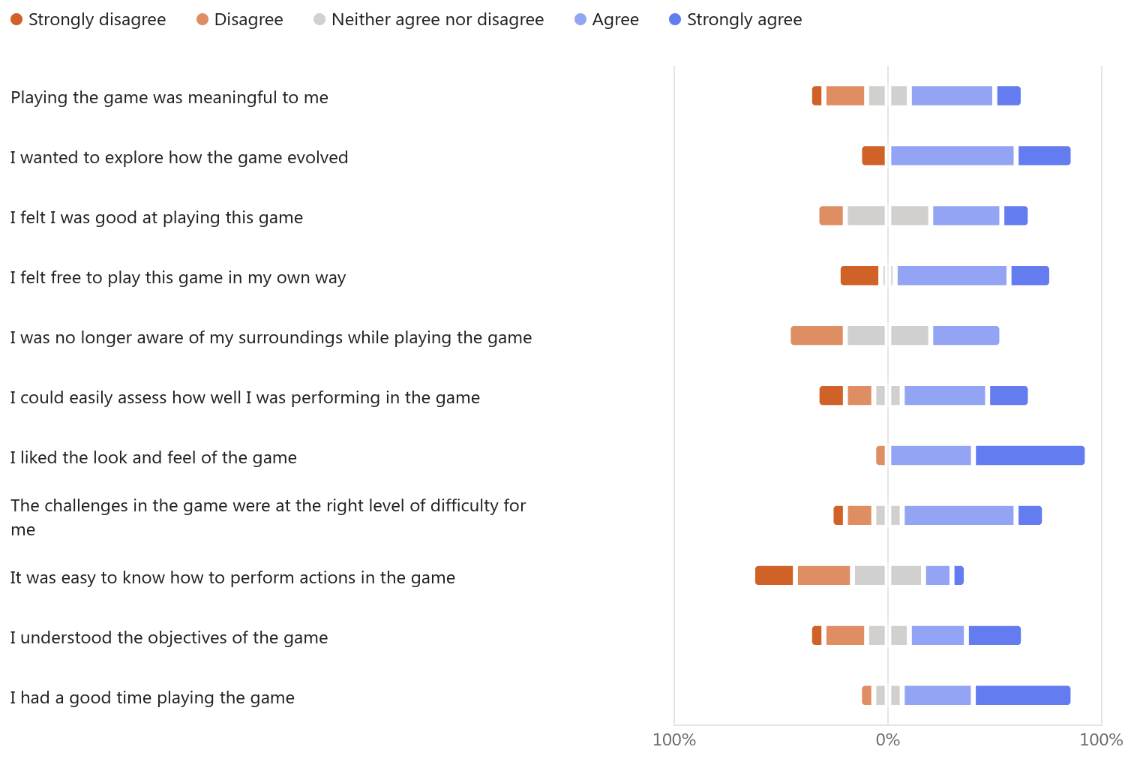 Strongly disagree Disagree Neither agree nor disagree Agree Strongly agree
Playing the game was meaningful to me
I wanted to explore how the game evolved
I felt I was good at playing this game
I felt free to play this game in my own way
I was no longer aware of my surroundings while playing the game
I could easily assess how well I was performing in the game
I liked the look and feel of the game
The challenges in the game were at the right level of difficulty for
me
It was easy to know how to perform actions in the game
I understood the objectives of the game
I had a good time playing the game
100% 0% 100%